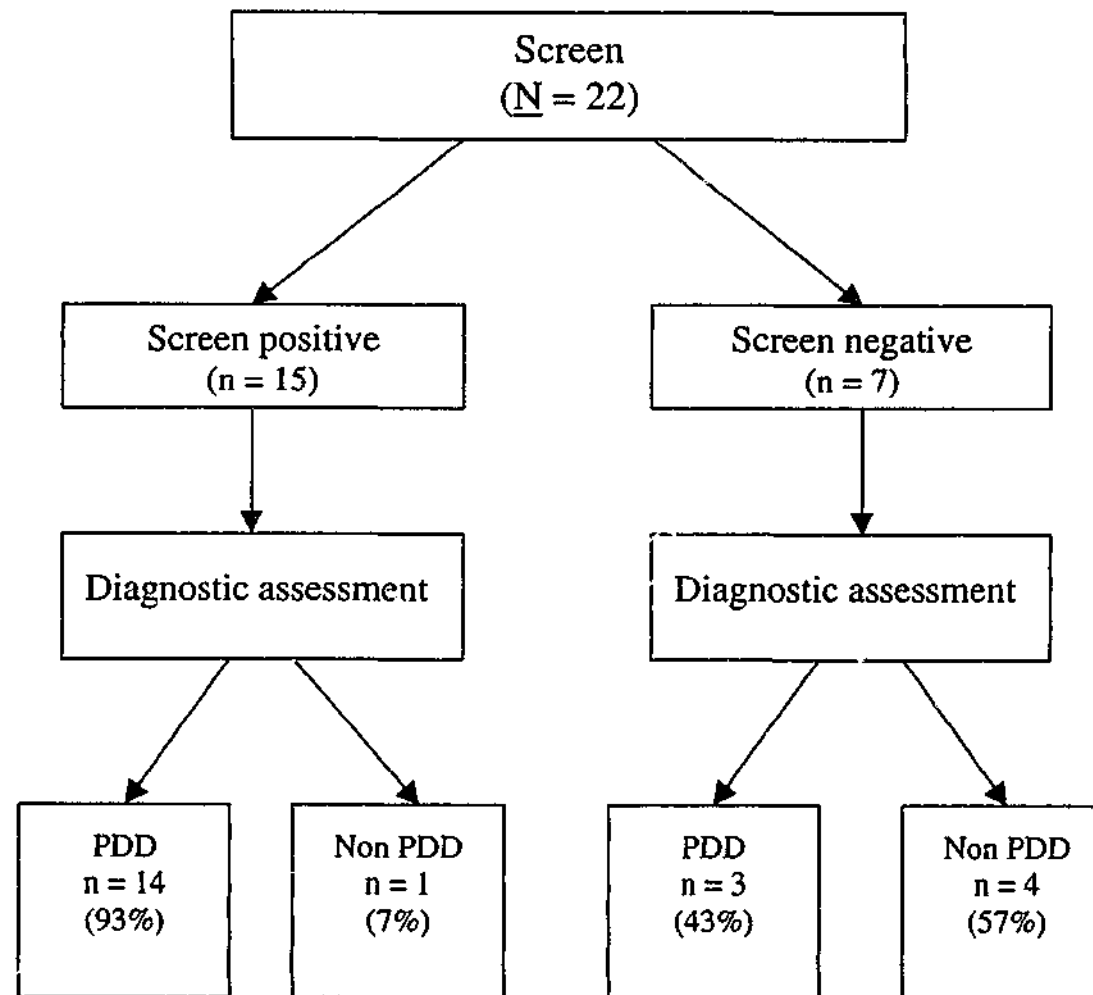 Screen
(N = 22)
Screen positive
(n = 15)
Screen negative
(n = 7)
Diagnostic assessment
Diagnostic assessment
PDD
n = 14
(93%)
Non PDD
n = 1
(7%)
PDD
n = 3
(43%)
Non PDD
n = 4
(57%)